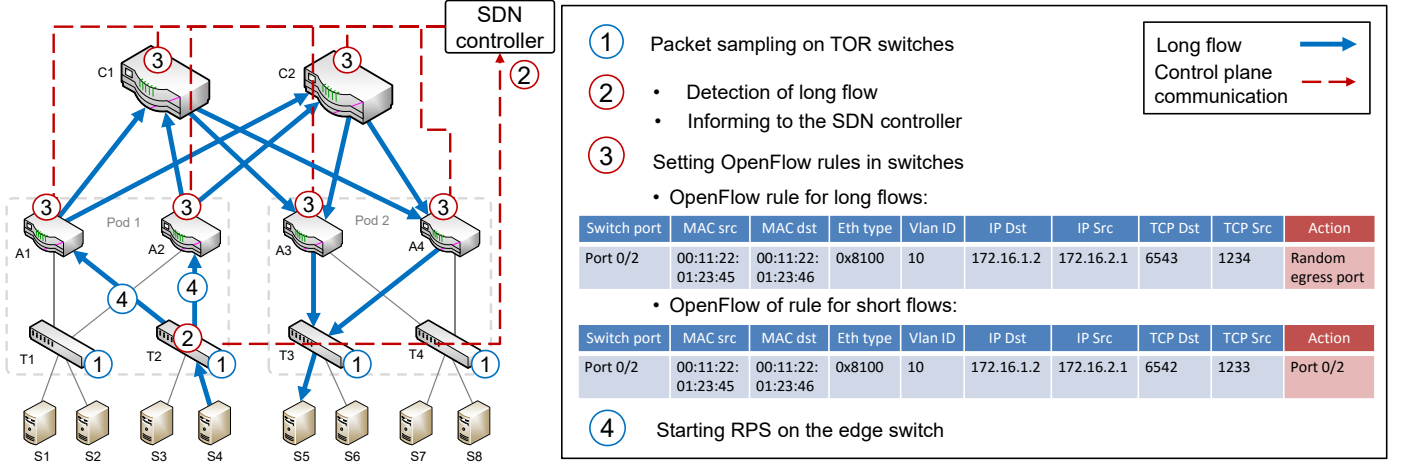 SDN
controller
2
3
3
C1
C2
3
3
3
3
Pod 1
Pod 2
A1
A2
A3
A4
4
4
2
T1
T2
T3
T4
1
1
1
1
S1 S2 S3 S4 S5 S6 S7 S8
1 Packet sampling on TOR switches
Long flow
Control plane
communication
2 • Detection of long flow
• Informing to the SDN controller
3 Setting OpenFlow rules in switches
• OpenFlow rule for long flows:
Switch port MAC src MAC dst Eth type Vlan ID IP Dst IP Src TCP Dst TCP Src Action
Port 0/2 00:11:22: 00:11:22: 0x8100 10 172.16.1.2 172.16.2.1 6543 1234 Random
01:23:45 01:23:46 egress port
• OpenFlow of rule for short flows:
Switch port MAC src MAC dst Eth type Vlan ID IP Dst IP Src TCP Dst TCP Src Action
Port 0/2 00:11:22: 00:11:22: 0x8100 10 172.16.1.2 172.16.2.1 6542 1233 Port 0/2
01:23:45 01:23:46
4 Starting RPS on the edge switch